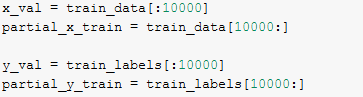 x_val = train_data[:10000]
partial_x_train = train_data[10000:]
y_val = train_labels[:10000]
partial_y_train = train_labels[10000:]